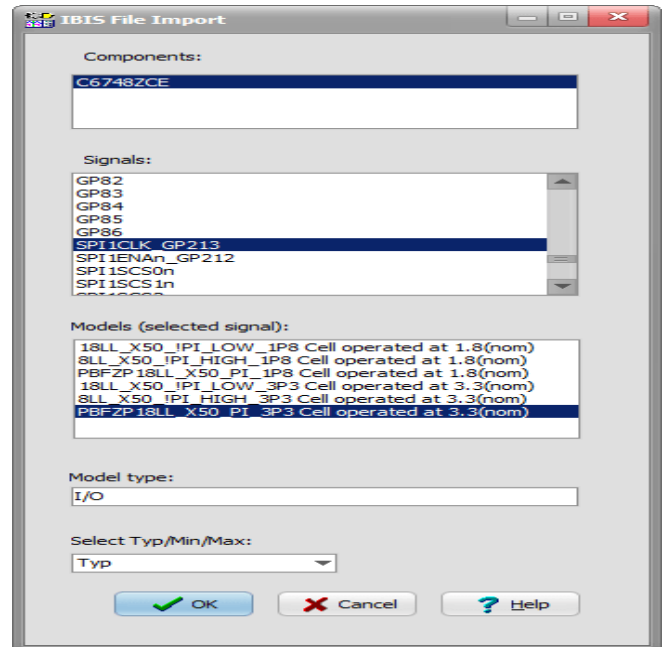 IBIS File Import
Components:
C6748ZCE
Signals:
GP82
GP83
GP84
GP85
GP86
SPI1CLK_GP213
SPI1ENAn_GP212
SPI1SCS0n
SPI1SCS1n
Models (selected signal):
18LL_X50_!PI_LOW_1P8 Cell operated at 1.8(nom)
8LL_X50_!PI_HIGH_1P8 Cell operated at 1.8(nom)
PBFZP18LL_X50_PI_1P8 Cell operated at 1.8(nom)
18LL_X50_!PI_LOW_3P3 Cell operated at 3.3(nom)
8LL_X50_!PI_HIGH_3P3 Cell operated at 3.3(nom)
PBFZP18LL_X50_PI_3P3 Cell operated at 3.3(nom)
Model type:
I/O
Select Typ/Min/Max:
Typ
OK Cancel Help